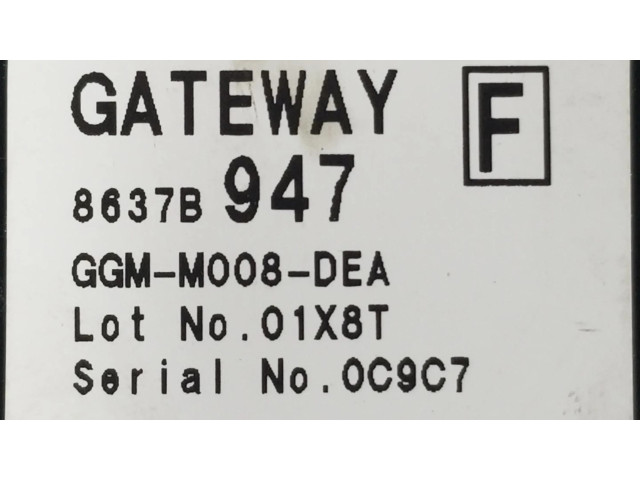 GATEWAY F
8637B 947
GGM-M008-DEA
Lot No.01X8T
Serial No.0C9C7